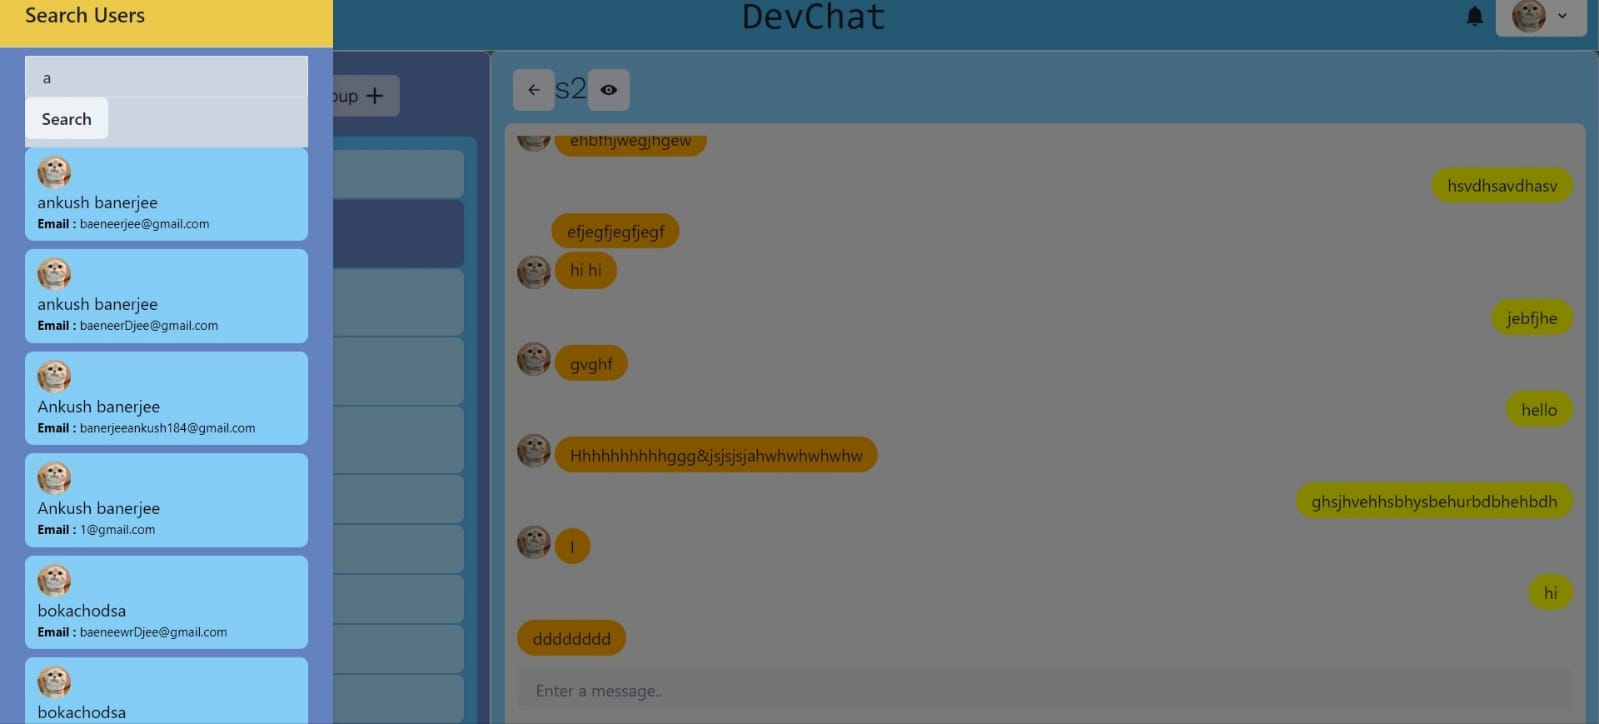 Search Users
DevChat
a
Search
ankush banerjee
Email : baeneerjee@gmail.com
ankush banerjee
Email : baeneerDjee@gmail.com
Ankush banerjee
Email : banerjeeankush184@gmail.com
Ankush banerjee
Email : 1@gmail.com
bokachodsa
Email : baeneewrDjee@gmail.com
bokachodsa
s2
ehbfhjwegjhgew
hsvdhsavdhasv
efjegfjegfjegf
hi hi
jebfjhe
gvghf
hello
Hhhhhhhhhhggg&jsjsjsjahwhwhwhwhw
ghsjhvehhsbhysbehurbdbhehbdh
hi
dddddddd
Enter a message..